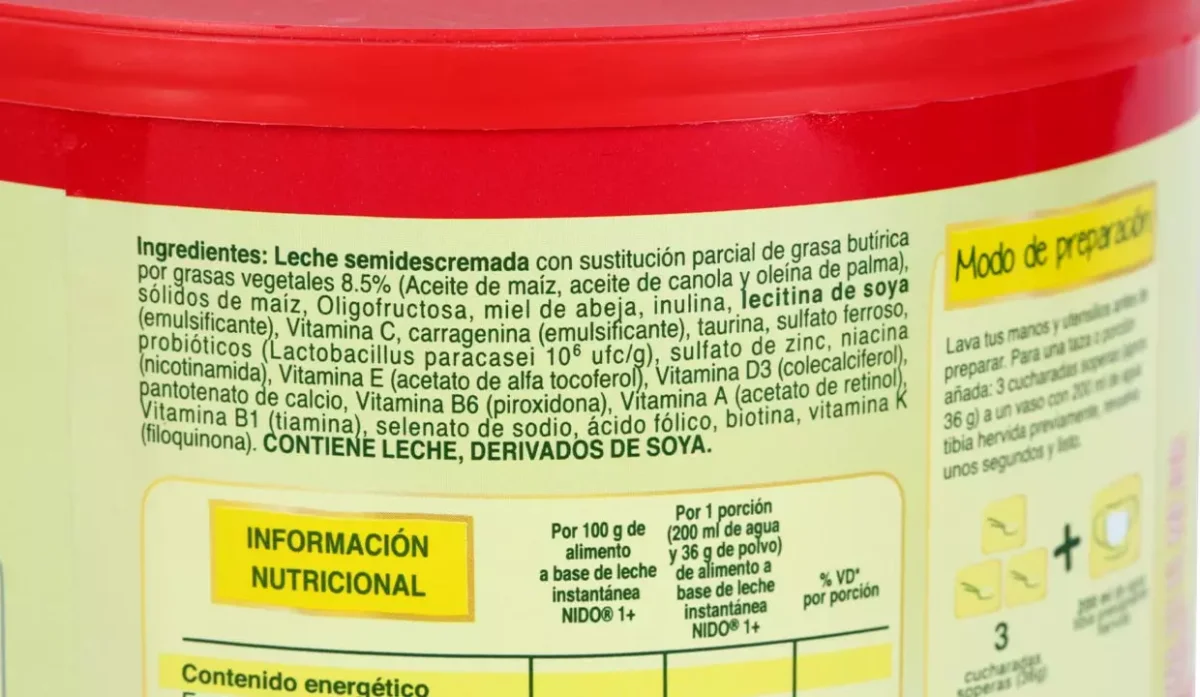 Ingredientes: Leche semidescremada con sustitución parcial de grasa butírica
por grasas vegetales 8.5% (Aceite de maíz, aceite de canola y oleína de palma),
sólidos de maíz, Oligofructosa, miel de abeja, inulina, lecitina de soya
(emulsificante), Vitamina C, carragenina (emulsificante), taurina, sulfato ferroso,
probióticos (Lactobacillus paracasei 10⁶ ufc/g), sulfato de zinc, niacina
(nicotinamida), Vitamina E (acetato de alfa tocoferol), Vitamina D3 (colecalciferol),
pantotenato de calcio, Vitamina B6 (piroxidona), Vitamina A (acetato de retinol),
Vitamina B1 (tiamina), selenato de sodio, ácido fólico, biotina, vitamina K
(filoquinona). CONTIENE LECHE, DERIVADOS DE SOYA.
INFORMACIÓN
NUTRICIONAL
Por 100 g de
alimento
a base de leche
instantánea
NIDO® 1+
Por 1 porción
(200 ml de agua
y 36 g de polvo)
de alimento a
base de leche
instantánea
NIDO® 1+
% VD*
por porción
Contenido energético
Modo de preparación
Lava tus manos y utensilios antes de
preparar. Para una taza o porción
añada: 3 cucharadas soperas (aprox
36 g) a un vaso con 200 ml de agua
tibia hervida previamente, revuelva
unos segundos y listo.
+
3
cucharadas
soperas (36g)
200 ml de agua